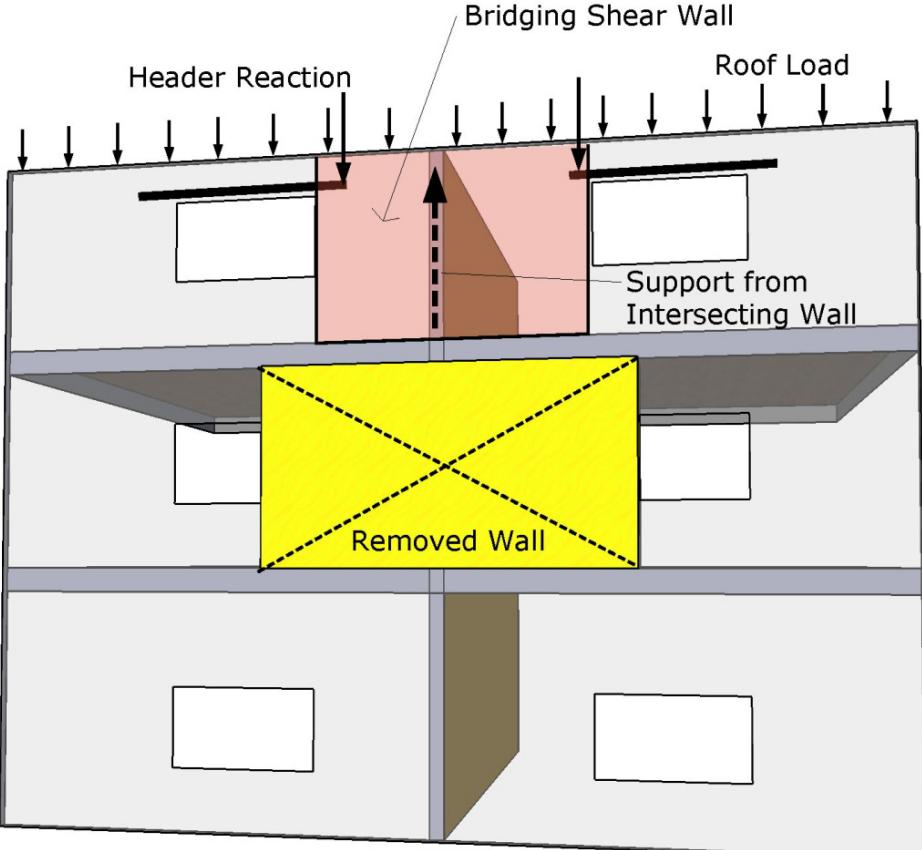 Bridging Shear Wall
Header Reaction
Roof Load
Support from
Intersecting Wall
Removed Wall